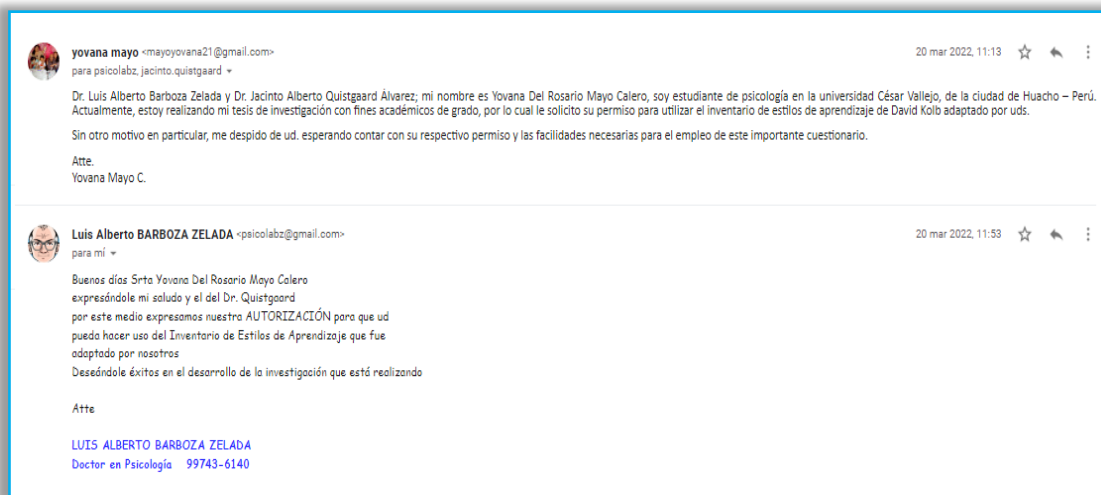 yovana mayo <mayoyovana21@gmail.com>
20 mar 2022, 11:13
para psicolabz, jacinto.quistgaard
Dr. Luis Alberto Barboza Zelada y Dr. Jacinto Alberto Quistgaard Álvarez; mi nombre es Yovana Del Rosario Mayo Calero, soy estudiante de psicología en la universidad César Vallejo, de la ciudad de Huacho – Perú.
Actualmente, estoy realizando mi tesis de investigación con fines académicos de grado, por lo cual le solicito su permiso para utilizar el inventario de estilos de aprendizaje de David Kolb adaptado por uds.
Sin otro motivo en particular, me despido de ud. esperando contar con su respectivo permiso y las facilidades necesarias para el empleo de este importante cuestionario.
Atte.
Yovana Mayo C.
Luis Alberto BARBOZA ZELADA <psicolabz@gmail.com>
20 mar 2022, 11:53
para mí
Buenos días Srta Yovana Del Rosario Mayo Calero
expresándole mi saludo y el del Dr. Quistgaard
por este medio expresamos nuestra AUTORIZACIÓN para que ud
pueda hacer uso del Inventario de Estilos de Aprendizaje que fue
adaptado por nosotros
Deseándole éxitos en el desarrollo de la investigación que está realizando
Atte
LUIS ALBERTO BARBOZA ZELADA
Doctor en Psicología 99743-6140